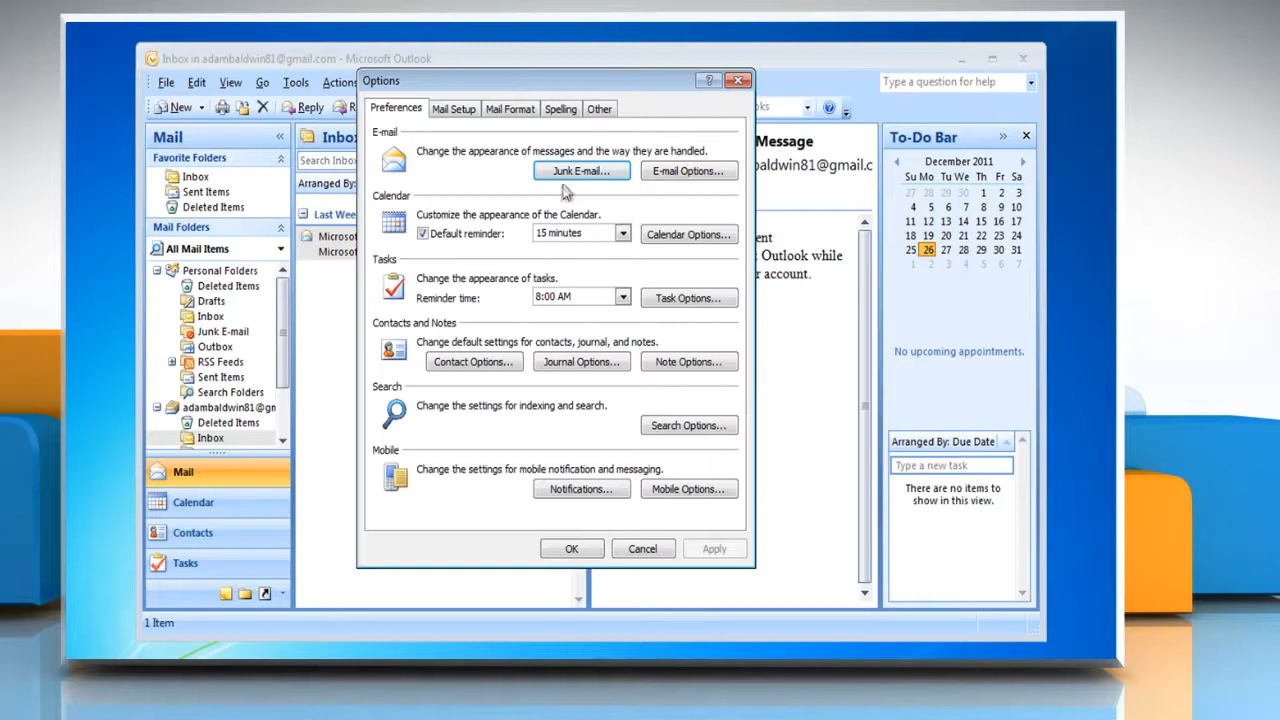 Inbox in adambaldwin81@gmail.com - Microsoft Outlook
File Edit View Go Tools Actions
Type a question for help
New Reply R
Mail «
Favorite Folders
Inbox
Sent Items
Deleted Items
Mail Folders
All Mail Items
Personal Folders
Deleted Items
Drafts
Inbox
Junk E-mail
Outbox
RSS Feeds
Sent Items
Search Folders
adambaldwin81@gm
Deleted Items
Inbox
Mail
Calendar
Contacts
Tasks
1 Item
Inbo
Search Inbo
Arranged By:
Last Wee
Microsof
Microsof
Options
Preferences Mail Setup Mail Format Spelling Other
E-mail
Change the appearance of messages and the way they are handled.
Junk E-mail... E-mail Options...
Calendar
Customize the appearance of the Calendar.
Default reminder: 15 minutes Calendar Options...
Tasks
Change the appearance of tasks.
Reminder time: 8:00 AM Task Options...
Contacts and Notes
Change default settings for contacts, journal, and notes.
Contact Options... Journal Options... Note Options...
Search
Change the settings for indexing and search.
Search Options...
Mobile
Change the settings for mobile notification and messaging.
Notifications... Mobile Options...
OK Cancel Apply
ks
Message
baldwin81@gmail.c
ent
t Outlook while
r account.
To-Do Bar »
December 2011
Su Mo Tu We Th Fr Sa
27 28 29 30 1 2 3
4 5 6 7 8 9 10
11 12 13 14 15 16 17
18 19 20 21 22 23 24
25 26 27 28 29 30 31
1 2 3 4 5 6 7
No upcoming appointments.
Arranged By: Due Date
Type a new task
There are no items to
show in this view.